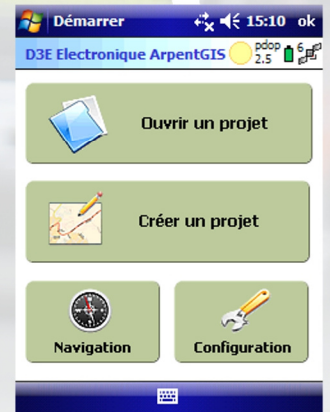 Démarrer 15:10 ok
D3E Electronique ArpentGIS pdop 2.5 6
Ouvrir un projet
Créer un projet
Navigation Configuration